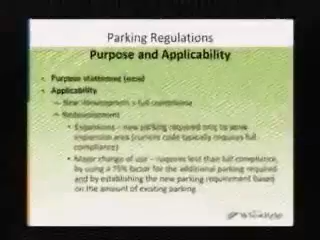 Parking Regulations
Purpose and Applicability
• Purpose statement (new)
• Applicability
– New development = full compliance
– Redevelopment
• Expansions – new parking required only to serve
expansion area (current code typically requires full
compliance)
• Major change of use – requires less than full compliance,
by using a 75% factor for the additional parking required
and by establishing the new parking requirement based
on the amount of existing parking